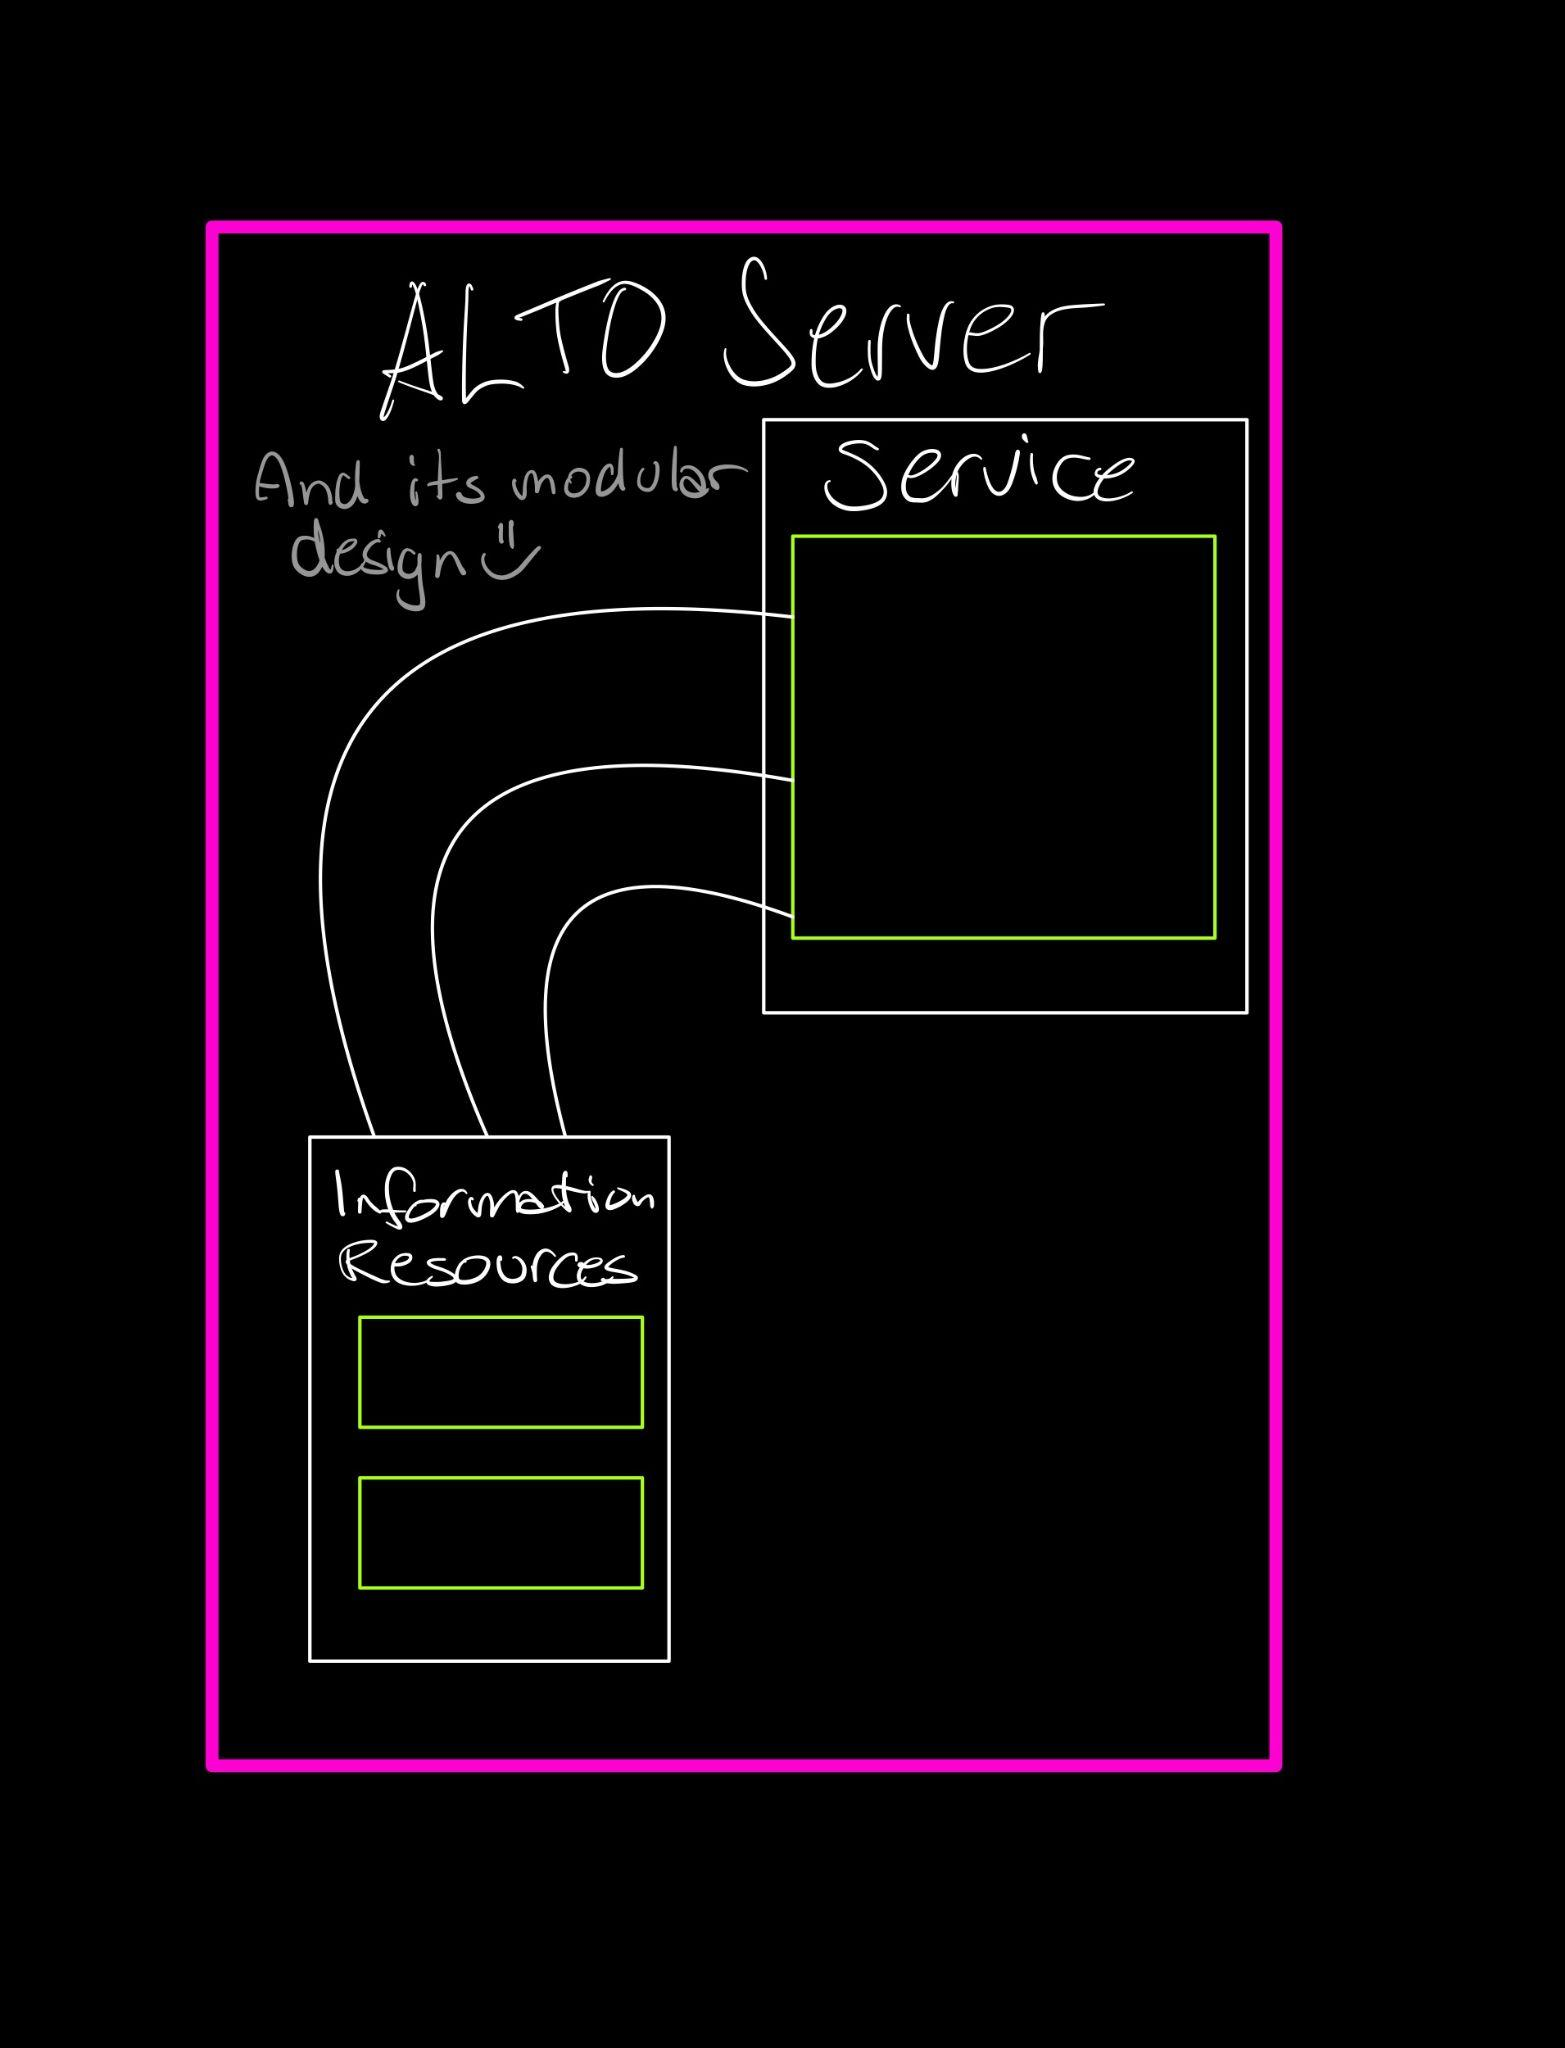 ALTO Server
And its modular
design
Service
Information
Resources